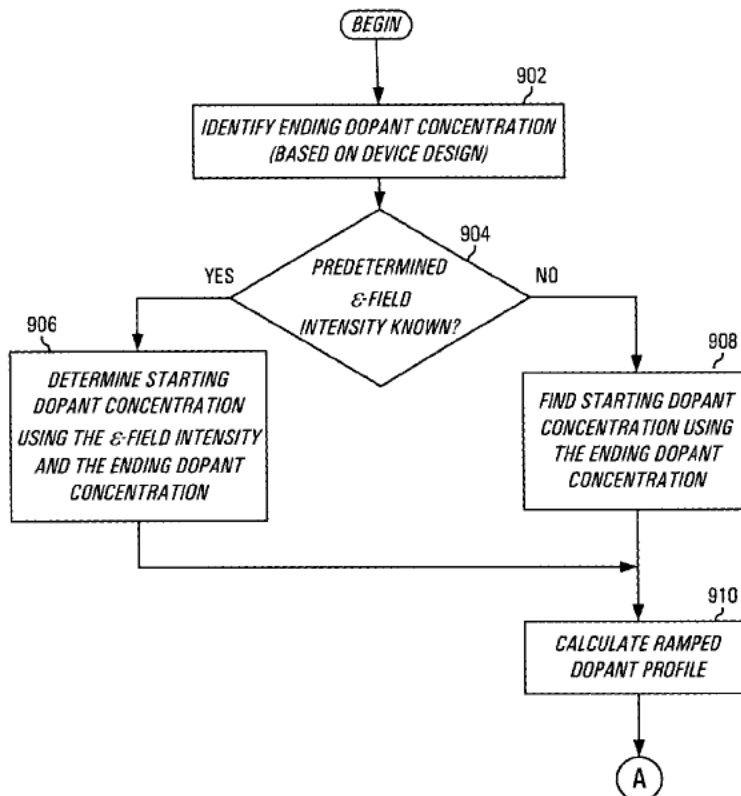 BEGIN
902
IDENTIFY ENDING DOPANT CONCENTRATION
(BASED ON DEVICE DESIGN)
904
YES
PREDETERMINED
ε-FIELD
INTENSITY KNOWN?
NO
906
DETERMINE STARTING
DOPANT CONCENTRATION
USING THE ε-FIELD INTENSITY
AND THE ENDING DOPANT
CONCENTRATION
908
FIND STARTING DOPANT
CONCENTRATION USING
THE ENDING DOPANT
CONCENTRATION
910
CALCULATE RAMPED
DOPANT PROFILE
A